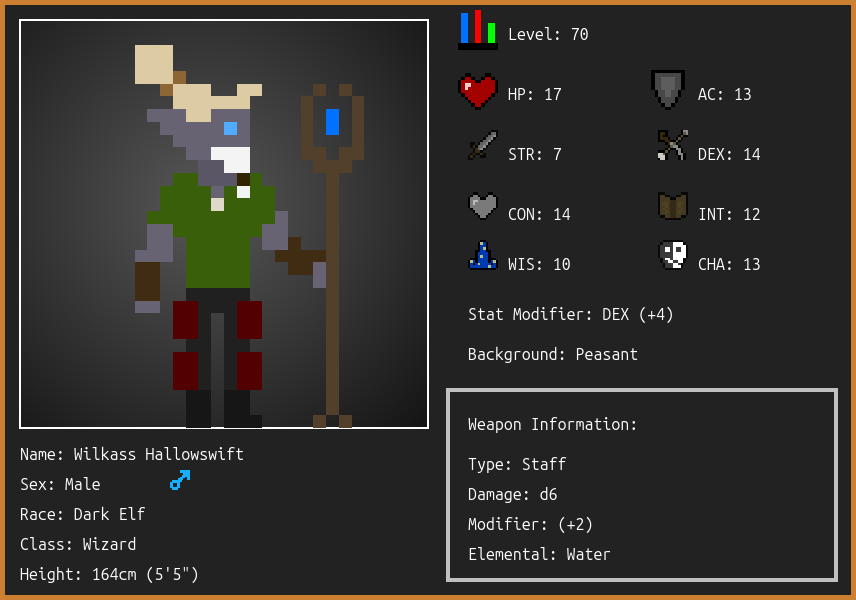 Level: 70
HP: 17
AC: 13
STR: 7
DEX: 14
CON: 14
INT: 12
WIS: 10
CHA: 13
Stat Modifier: DEX (+4)
Background: Peasant
Weapon Information:
Type: Staff
Damage: d6
Modifier: (+2)
Elemental: Water
Name: Wilkass Hallowswift
Sex: Male
Race: Dark Elf
Class: Wizard
Height: 164cm (5'5")